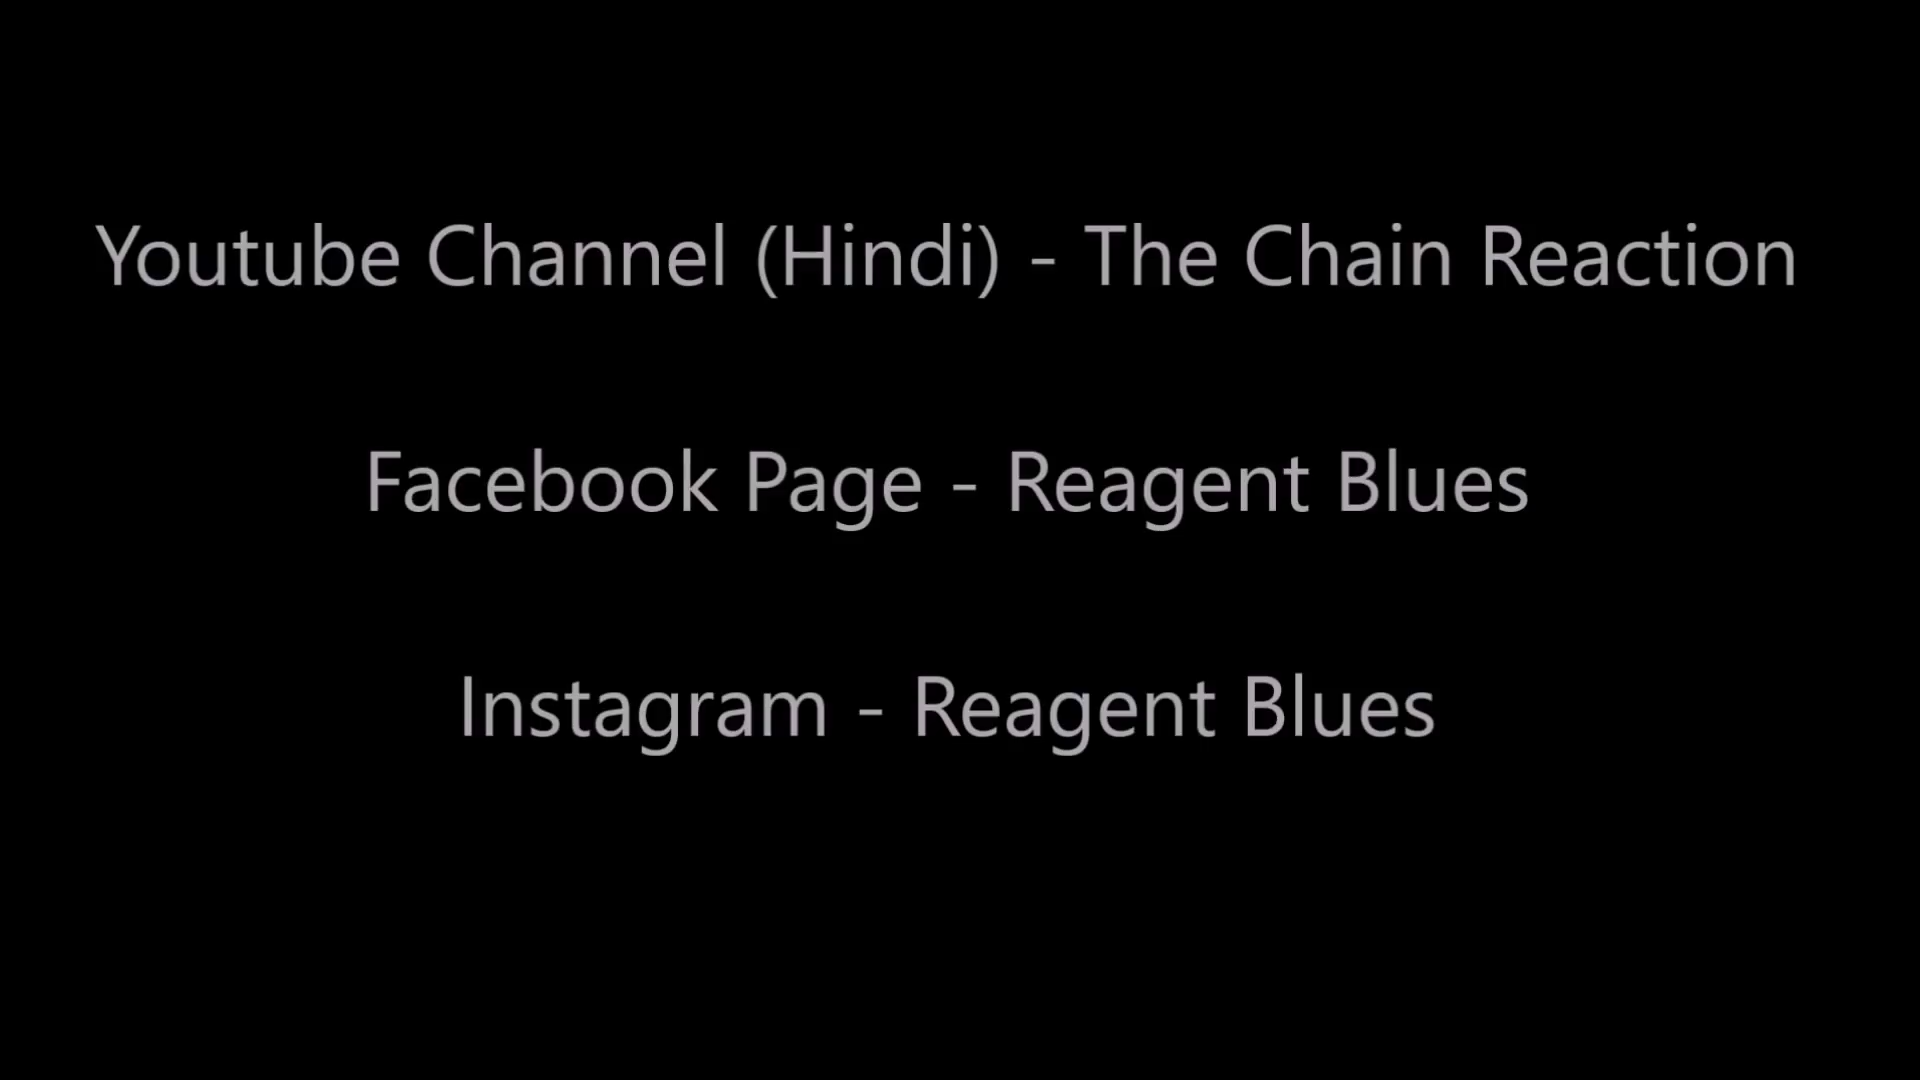 Youtube Channel (Hindi) - The Chain Reaction
Facebook Page - Reagent Blues
Instagram - Reagent Blues